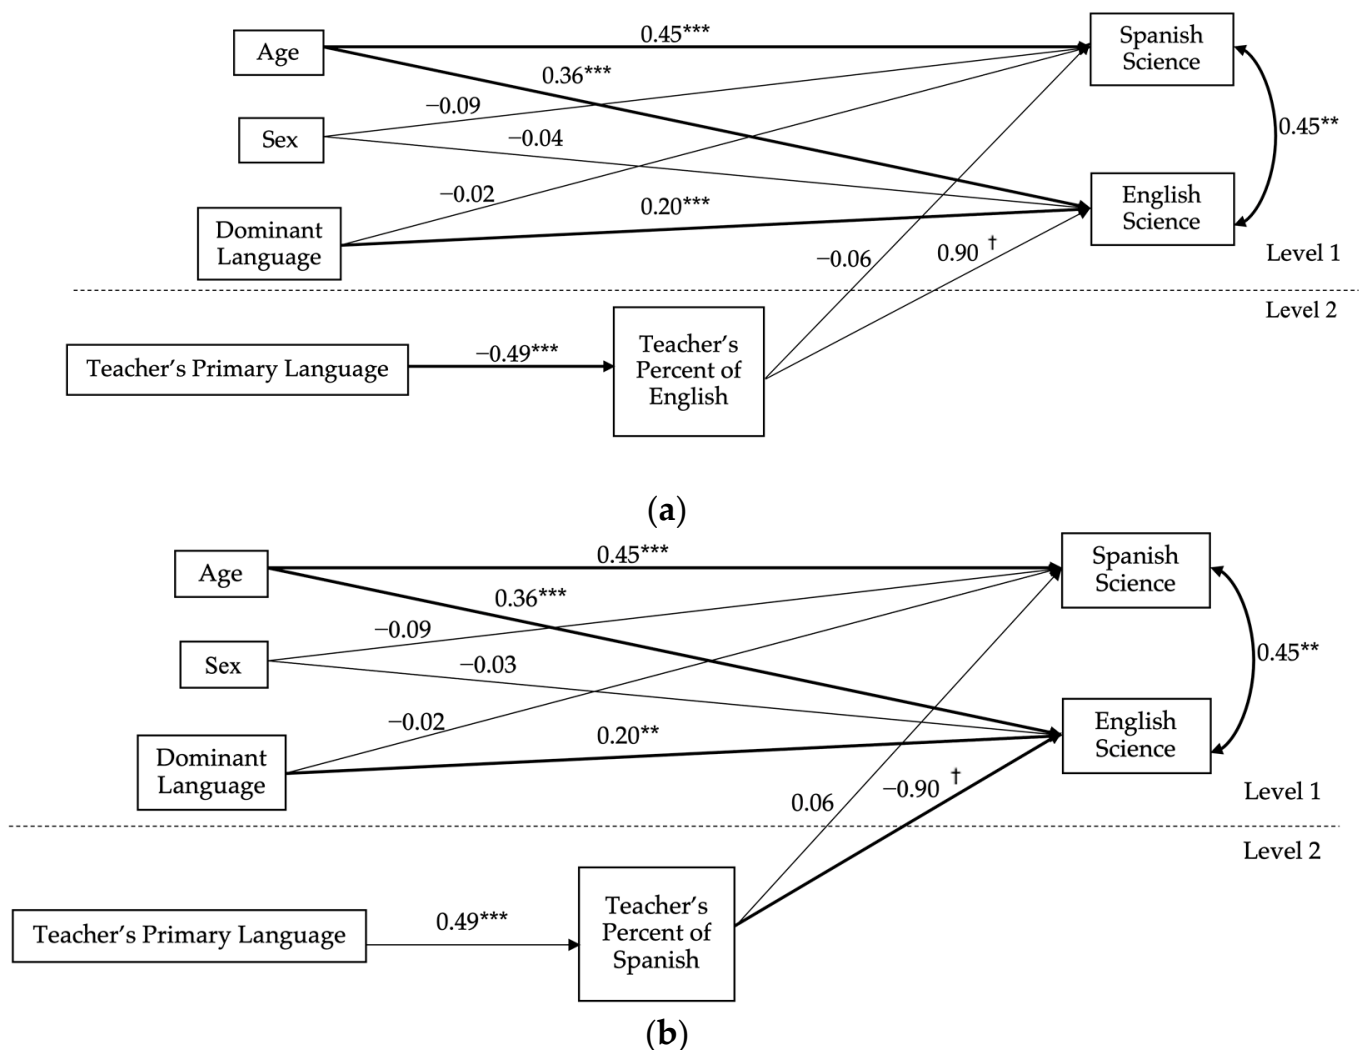 Age
0.45***
Spanish
Science
0.36***
−0.09
Sex
−0.04
0.45**
−0.02
Dominant
Language
0.20***
English
Science
−0.06
0.90 †
Level 1
Level 2
Teacher's Primary Language
−0.49***
Teacher's
Percent of
English
(a)
Age
0.45***
Spanish
Science
0.36***
−0.09
Sex
−0.03
0.45**
−0.02
Dominant
Language
0.20**
English
Science
0.06
−0.90 †
Level 1
Level 2
Teacher's Primary Language
0.49***
Teacher's
Percent of
Spanish
(b)